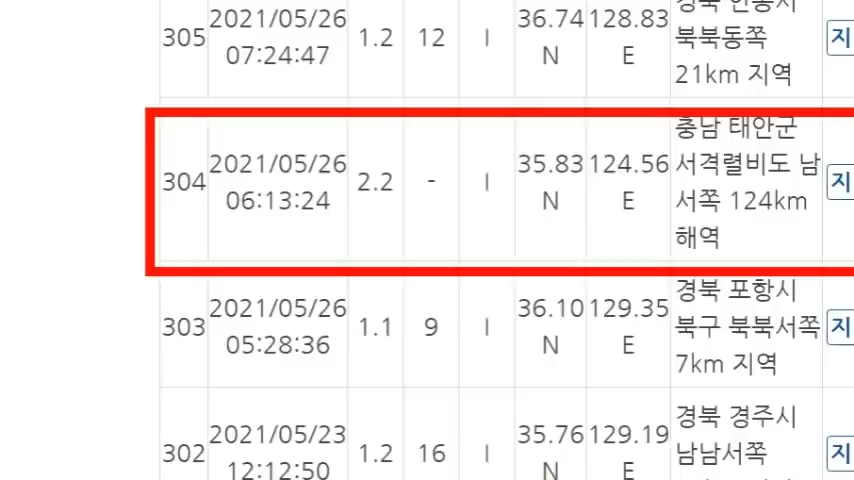 305 2021/05/26 07:24:47 1.2 12 I 36.74 N 128.83 E 경북 안동시 북북동쪽 21km 지역 지
304 2021/05/26 06:13:24 2.2 - I 35.83 N 124.56 E 충남 태안군 서격렬비도 남서쪽 124km 해역 지
303 2021/05/26 05:28:36 1.1 9 I 36.10 N 129.35 E 경북 포항시 북구 북북서쪽 7km 지역 지
302 2021/05/23 12:12:50 1.2 16 I 35.76 N 129.19 E 경북 경주시 남남서쪽 지